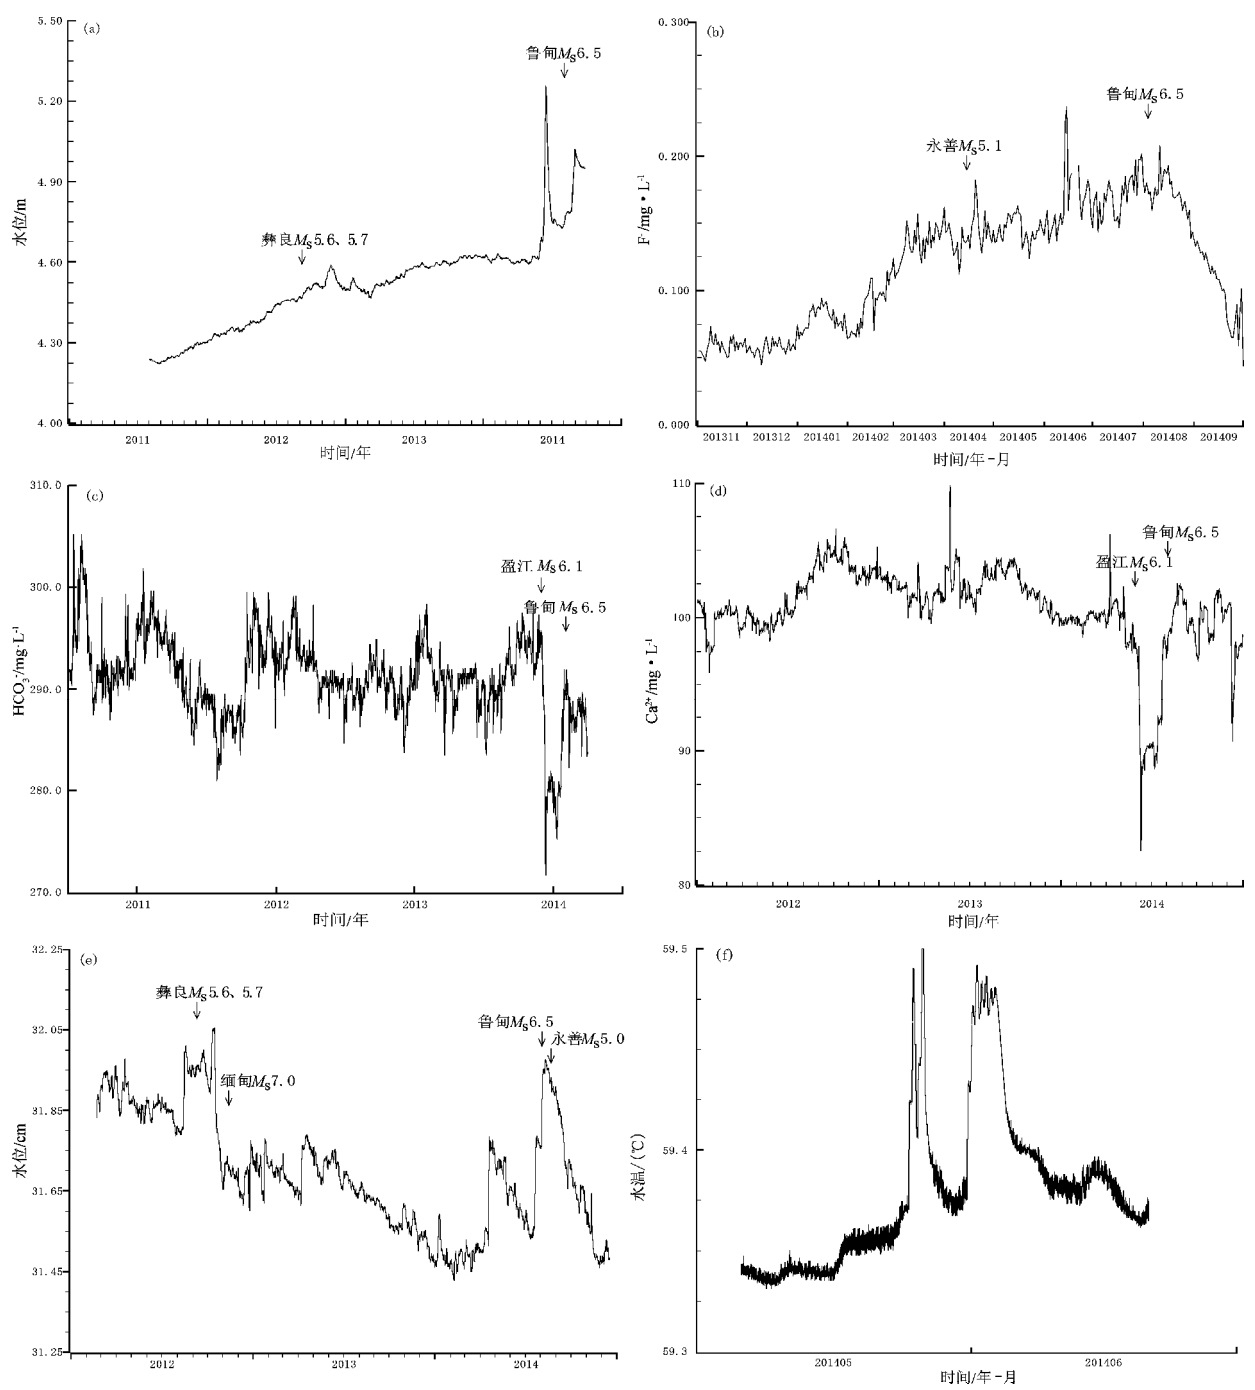 (a)
5.50
5.20
4.90
4.60
4.30
4.00
水位/m
鲁甸MS6.5
彝良MS5.6、5.7
2011 2012 2013 2014
时间/年
(b)
0.300
0.200
0.100
0.000
F-/mg•L-1
鲁甸MS6.5
永善MS5.1
201311 201312 201401 201402 201403 201404 201405 201406 201407 201408 201409
时间/年-月
(c)
310.0
300.0
290.0
280.0
270.0
HCO3-/mg·L-1
盈江MS6.1
鲁甸MS6.5
2011 2012 2013 2014
时间/年
(d)
110
100
90
80
Ca2+/mg•L-1
鲁甸MS6.5
盈江MS6.1
2012 2013 2014
时间/年
(e)
32.25
32.05
31.85
31.65
31.45
31.25
水位/cm
彝良MS5.6、5.7
缅甸MS7.0
鲁甸MS6.5
永善MS5.0
2012 2013 2014
(f)
59.5
59.4
59.3
水温/(℃)
201405 201406
时间/年-月